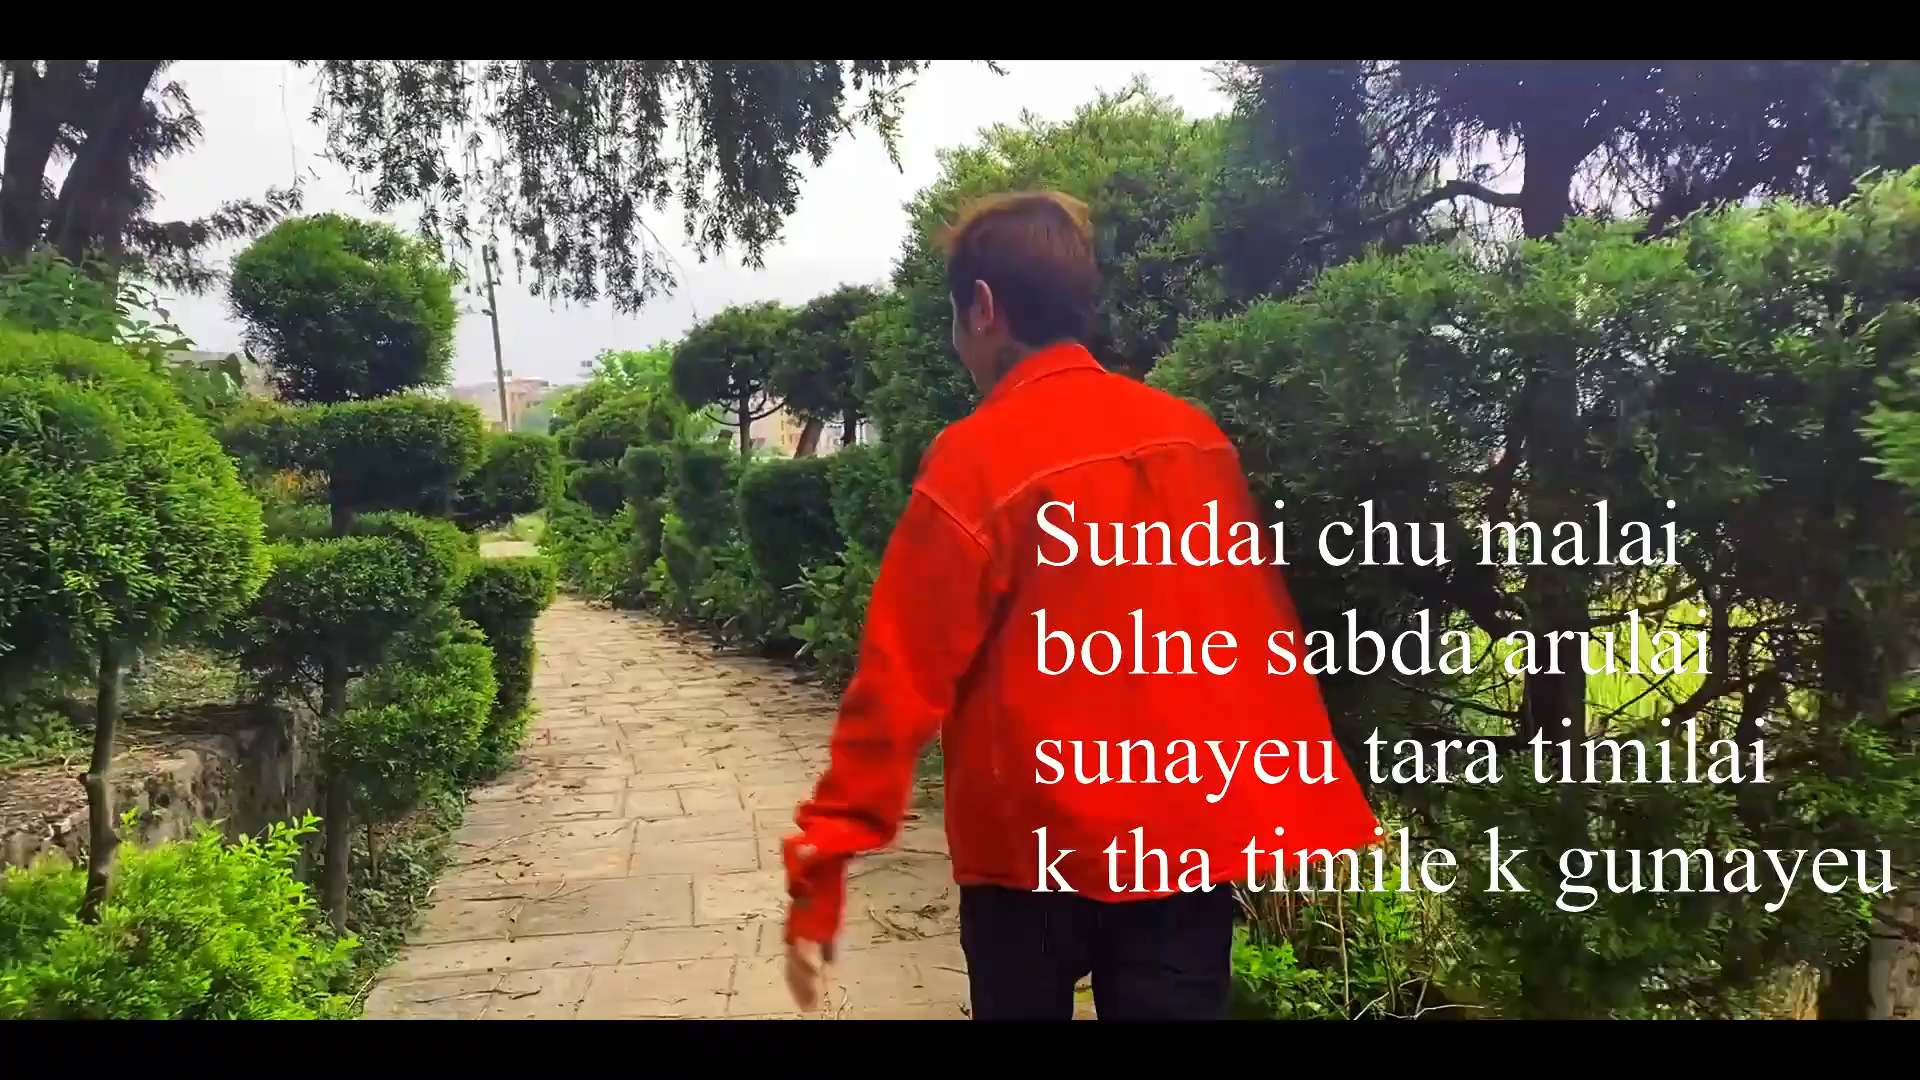 Sundai chu malai
bolne sabda arulai
sunayeu tara timilai
k tha timile k gumayeu